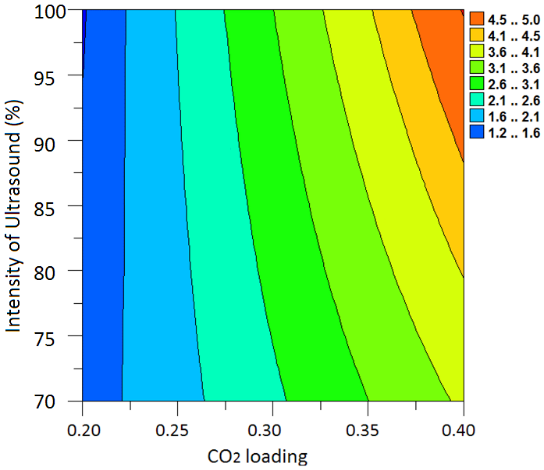 100
95
90
85
80
75
70
Intensity of Ultrasound (%)
0.20 0.25 0.30 0.35 0.40
CO2 loading
4.5 .. 5.0
4.1 .. 4.5
3.6 .. 4.1
3.1 .. 3.6
2.6 .. 3.1
2.1 .. 2.6
1.6 .. 2.1
1.2 .. 1.6